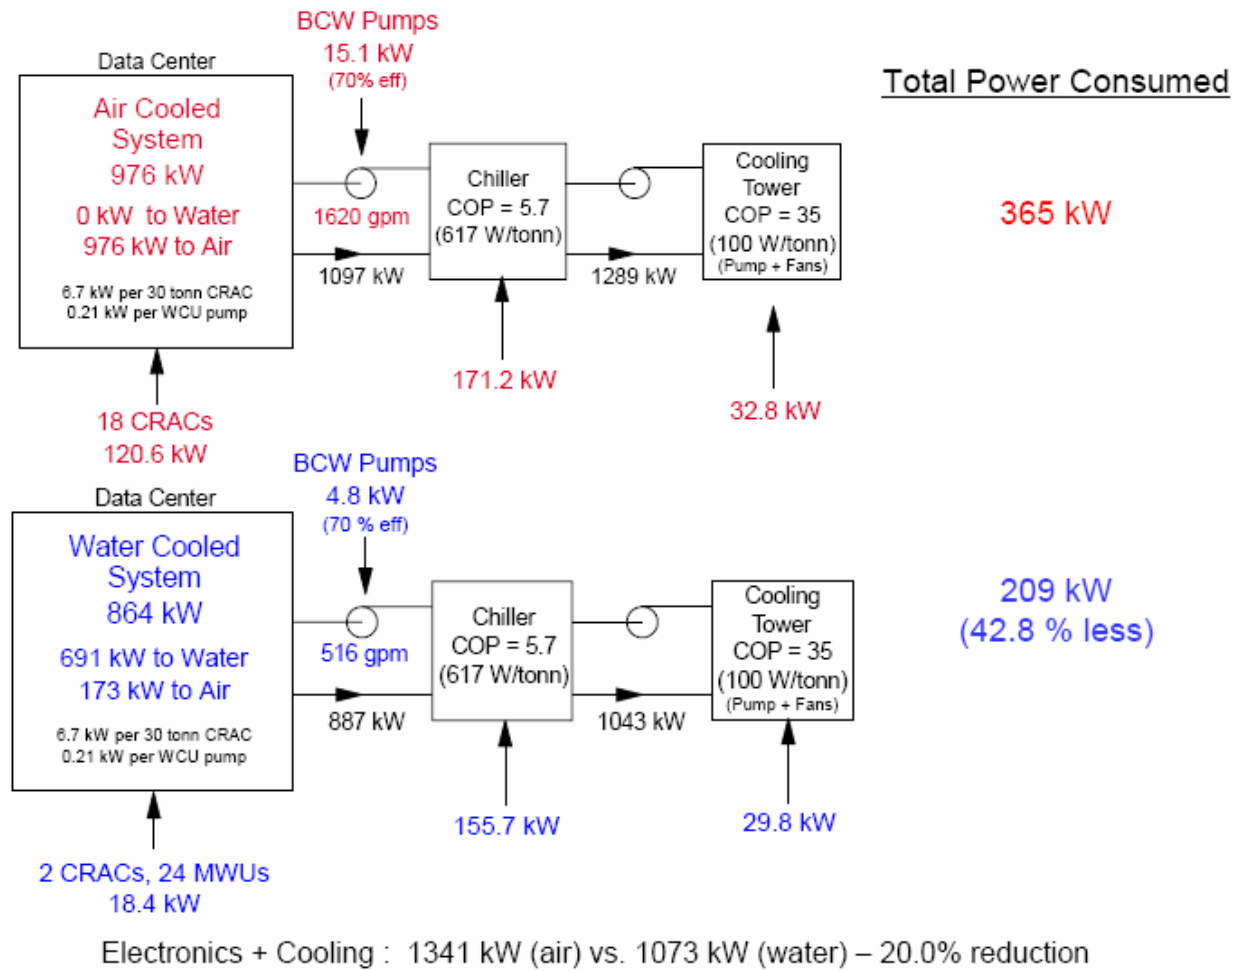 BCW Pumps
15.1 kW
(70% eff)
Data Center
Total Power Consumed
Air Cooled
System
976 kW
0 kW to Water
976 kW to Air
6.7 kW per 30 tonn CRAC
0.21 kW per WCU pump
1620 gpm
1097 kW
Chiller
COP = 5.7
(617 W/tonn)
1289 kW
Cooling
Tower
COP = 35
(100 W/tonn)
(Pump + Fans)
365 kW
171.2 kW
32.8 kW
18 CRACs
120.6 kW
BCW Pumps
4.8 kW
(70 % eff)
Data Center
Water Cooled
System
864 kW
691 kW to Water
173 kW to Air
6.7 kW per 30 tonn CRAC
0.21 kW per WCU pump
516 gpm
887 kW
Chiller
COP = 5.7
(617 W/tonn)
1043 kW
Cooling
Tower
COP = 35
(100 W/tonn)
(Pump + Fans)
209 kW
(42.8 % less)
155.7 kW
29.8 kW
2 CRACs, 24 MWUs
18.4 kW
Electronics + Cooling : 1341 kW (air) vs. 1073 kW (water) – 20.0% reduction